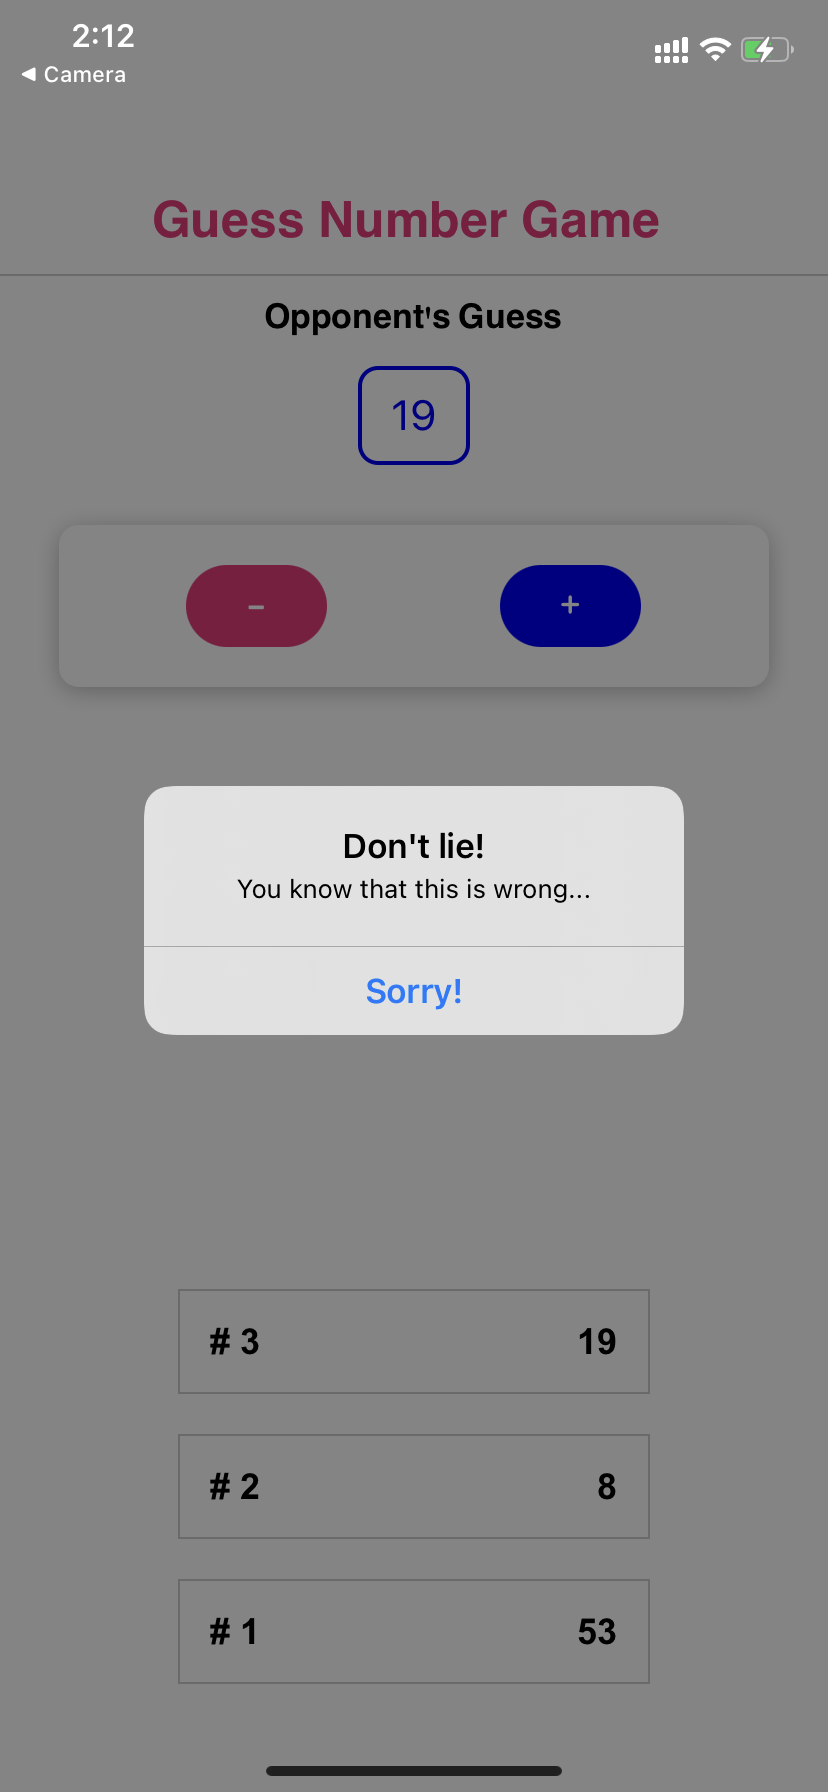 2:12
◀ Camera
Guess Number Game
Opponent's Guess
19
- +
Don't lie!
You know that this is wrong...
Sorry!
# 3 19
# 2 8
# 1 53